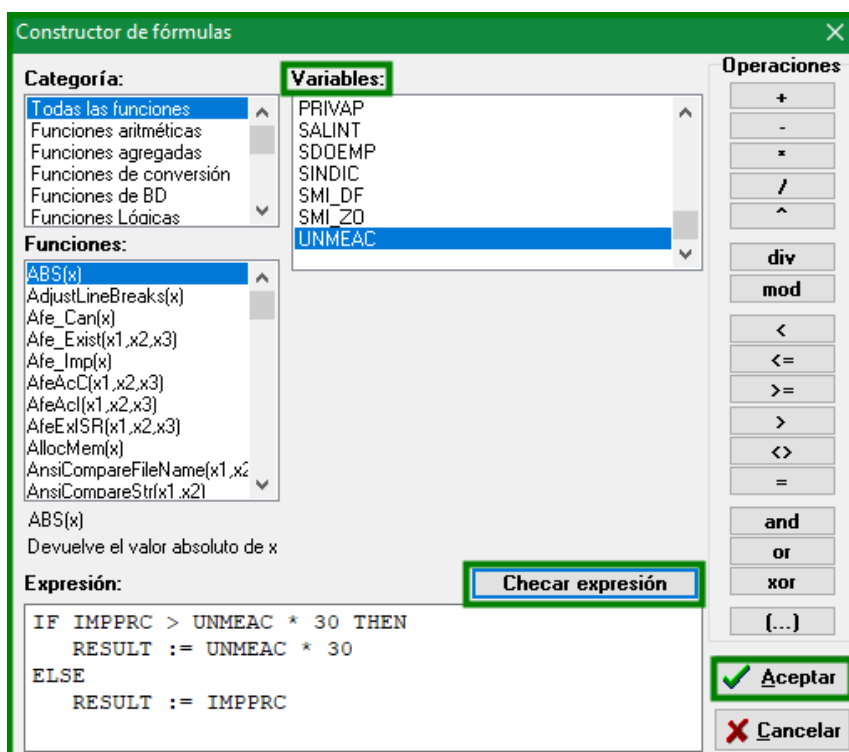 Constructor de fórmulas
Categoría:
Todas las funciones
Funciones aritméticas
Funciones agregadas
Funciones de conversión
Funciones de BD
Funciones Lógicas
Variables:
PRIVAP
SALINT
SDOEMP
SINDIC
SMI_DF
SMI_ZO
UNMEAC
Funciones:
ABS(x)
AdjustLineBreaks(x)
Afe_Can(x)
Afe_Exist(x1,x2,x3)
Afe_Imp(x)
AfeAcC(x1,x2,x3)
AfeAcI(x1,x2,x3)
AfeExISR(x1,x2,x3)
AllocMem(x)
AnsiCompareFileName(x1,x2
AnsiCompareStr(x1,x2)
ABS(x)
Devuelve el valor absoluto de x
Expresión:
Checar expresión
IF IMPPRC > UNMEAC * 30 THEN
RESULT := UNMEAC * 30
ELSE
RESULT := IMPPRC
Operaciones
+
-
*
/
^
div
mod
<
<=
>=
>
<>
=
and
or
xor
(...)
Aceptar
Cancelar